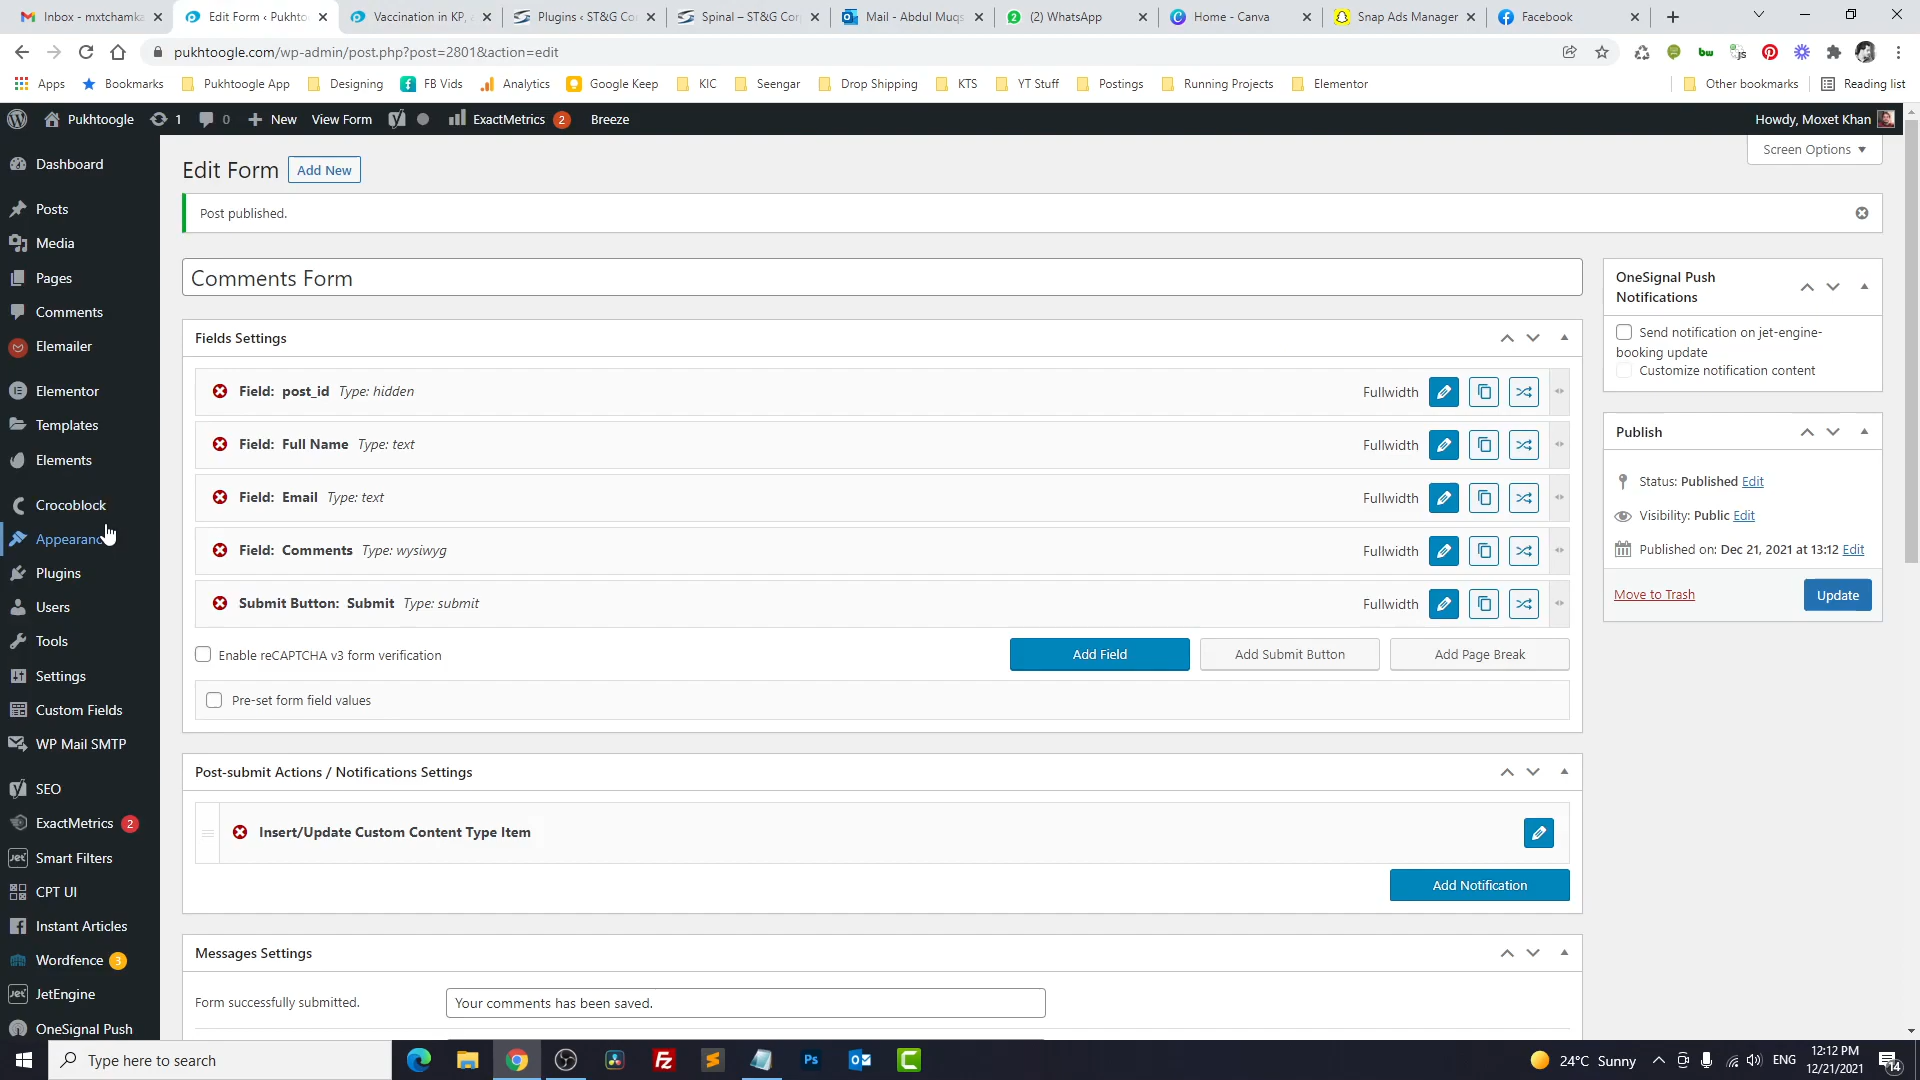 Inbox - mxtchamka
Edit Form ‹ Pukhto
Vaccination in KP, a
Plugins ‹ ST&G Co
Spinal – ST&G Corp
Mail - Abdul Muqs
(2) WhatsApp
Home - Canva
Snap Ads Manager
Facebook
pukhtoogle.com/wp-admin/post.php?post=2801&action=edit
Apps
Bookmarks
Pukhtoogle App
Designing
FB Vids
Analytics
Google Keep
KIC
Seengar
Drop Shipping
KTS
YT Stuff
Postings
Running Projects
Elementor
Other bookmarks
Reading list
Pukhtoogle
1
0
New
View Form
ExactMetrics 2
Breeze
Howdy, Moxet Khan
Dashboard
Posts
Media
Pages
Comments
Elemailer
Elementor
Templates
Elements
Crocoblock
Appearanc
Plugins
Users
Tools
Settings
Custom Fields
WP Mail SMTP
SEO
ExactMetrics 2
Smart Filters
CPT UI
Instant Articles
Wordfence 3
JetEngine
OneSignal Push
Screen Options
Edit Form
Add New
Post published.
Comments Form
Fields Settings
Field: post_id Type: hidden Fullwidth
Field: Full Name Type: text Fullwidth
Field: Email Type: text Fullwidth
Field: Comments Type: wysiwyg Fullwidth
Submit Button: Submit Type: submit Fullwidth
Enable reCAPTCHA v3 form verification
Add Field
Add Submit Button
Add Page Break
Pre-set form field values
Post-submit Actions / Notifications Settings
Insert/Update Custom Content Type Item
Add Notification
Messages Settings
Form successfully submitted.
Your comments has been saved.
OneSignal Push
Notifications
Send notification on jet-engine-
booking update
Customize notification content
Publish
Status: Published Edit
Visibility: Public Edit
Published on: Dec 21, 2021 at 13:12 Edit
Move to Trash
Update
Type here to search
24°C Sunny
ENG
12:12 PM
12/21/2021
14